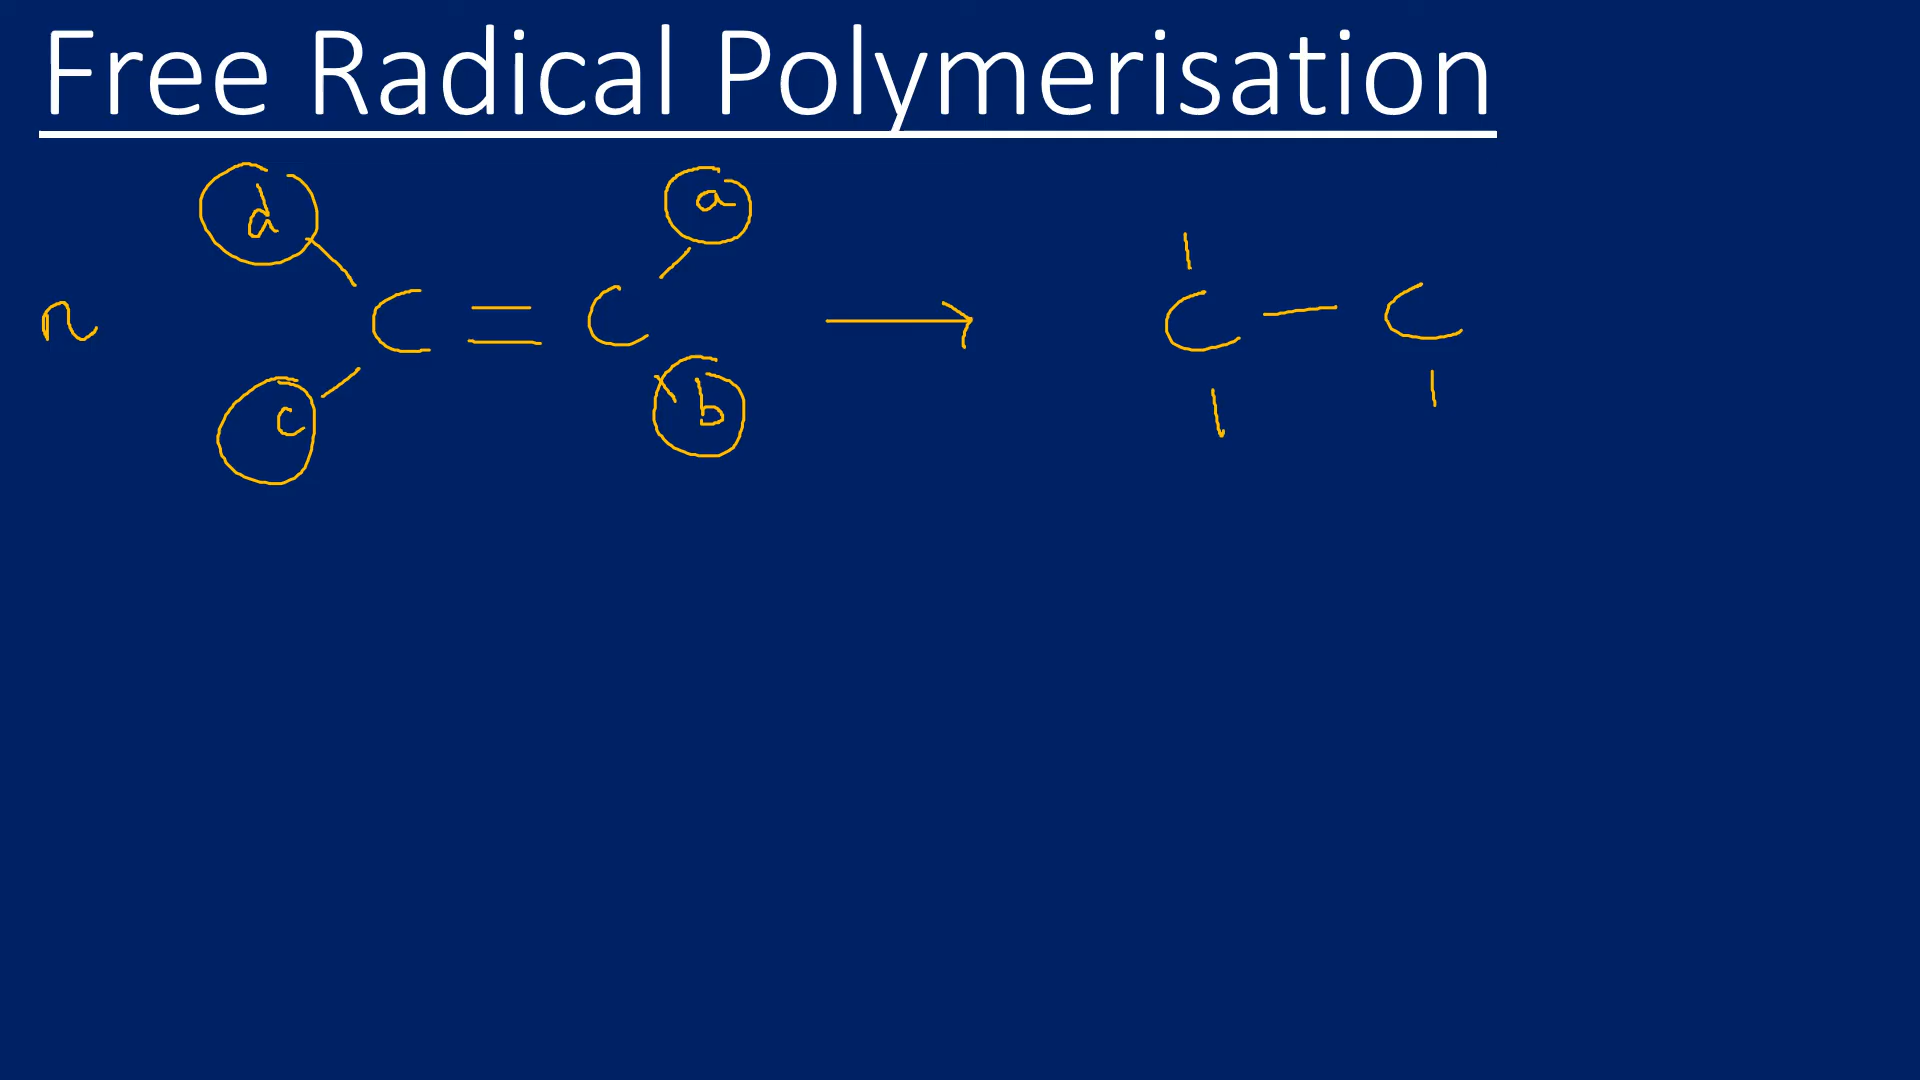 Free Radical Polymerisation
d a
n C = C → C - C
c b